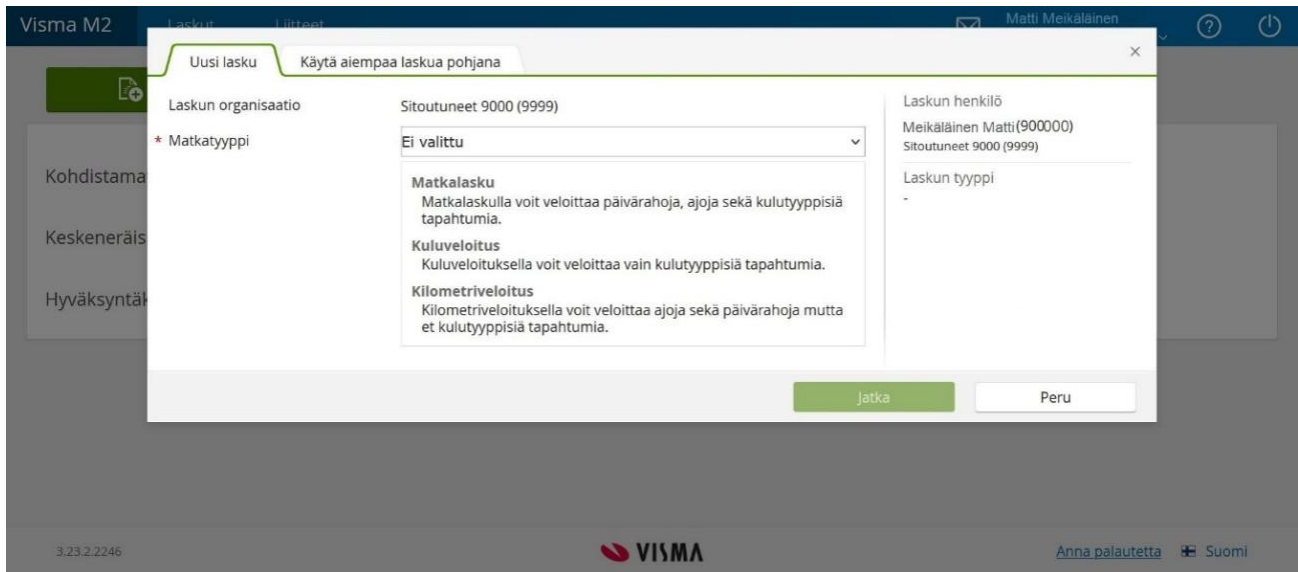 Visma M2
Laskut
Liitteet
Matti Meikäläinen
Uusi lasku
Käytä aiempaa laskua pohjana
Laskun organisaatio
Sitoutuneet 9000 (9999)
* Matkatyyppi
Ei valittu
Matkalasku
Matkalaskulla voit veloittaa päivärahoja, ajoja sekä kulutyyppisiä
tapahtumia.
Kuluveloitus
Kuluveloituksella voit veloittaa vain kulutyyppisiä tapahtumia.
Kilometriveloitus
Kilometriveloituksella voit veloittaa ajoja sekä päivärahoja mutta
et kulutyyppisiä tapahtumia.
Laskun henkilö
Meikäläinen Matti(900000)
Sitoutuneet 9000 (9999)
Laskun tyyppi
-
Kohdistama
Keskeneräis
Hyväksyntäk
Jatka
Peru
3.23.2.2246
VISMA
Anna palautetta
Suomi